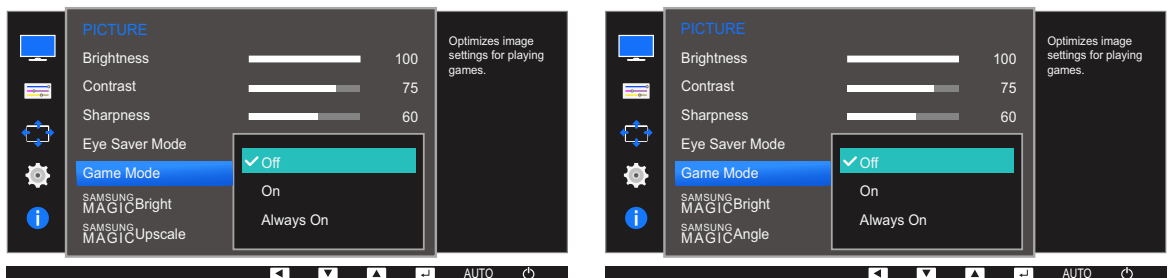 PICTURE
Brightness 100
Contrast 75
Sharpness 60
Eye Saver Mode
Game Mode
SAMSUNG
MAGICBright
SAMSUNG
MAGICUpscale
Off
On
Always On
Optimizes image
settings for playing
games.
AUTO
PICTURE
Brightness 100
Contrast 75
Sharpness 60
Eye Saver Mode
Game Mode
SAMSUNG
MAGICBright
SAMSUNG
MAGICAngle
Off
On
Always On
Optimizes image
settings for playing
games.
AUTO